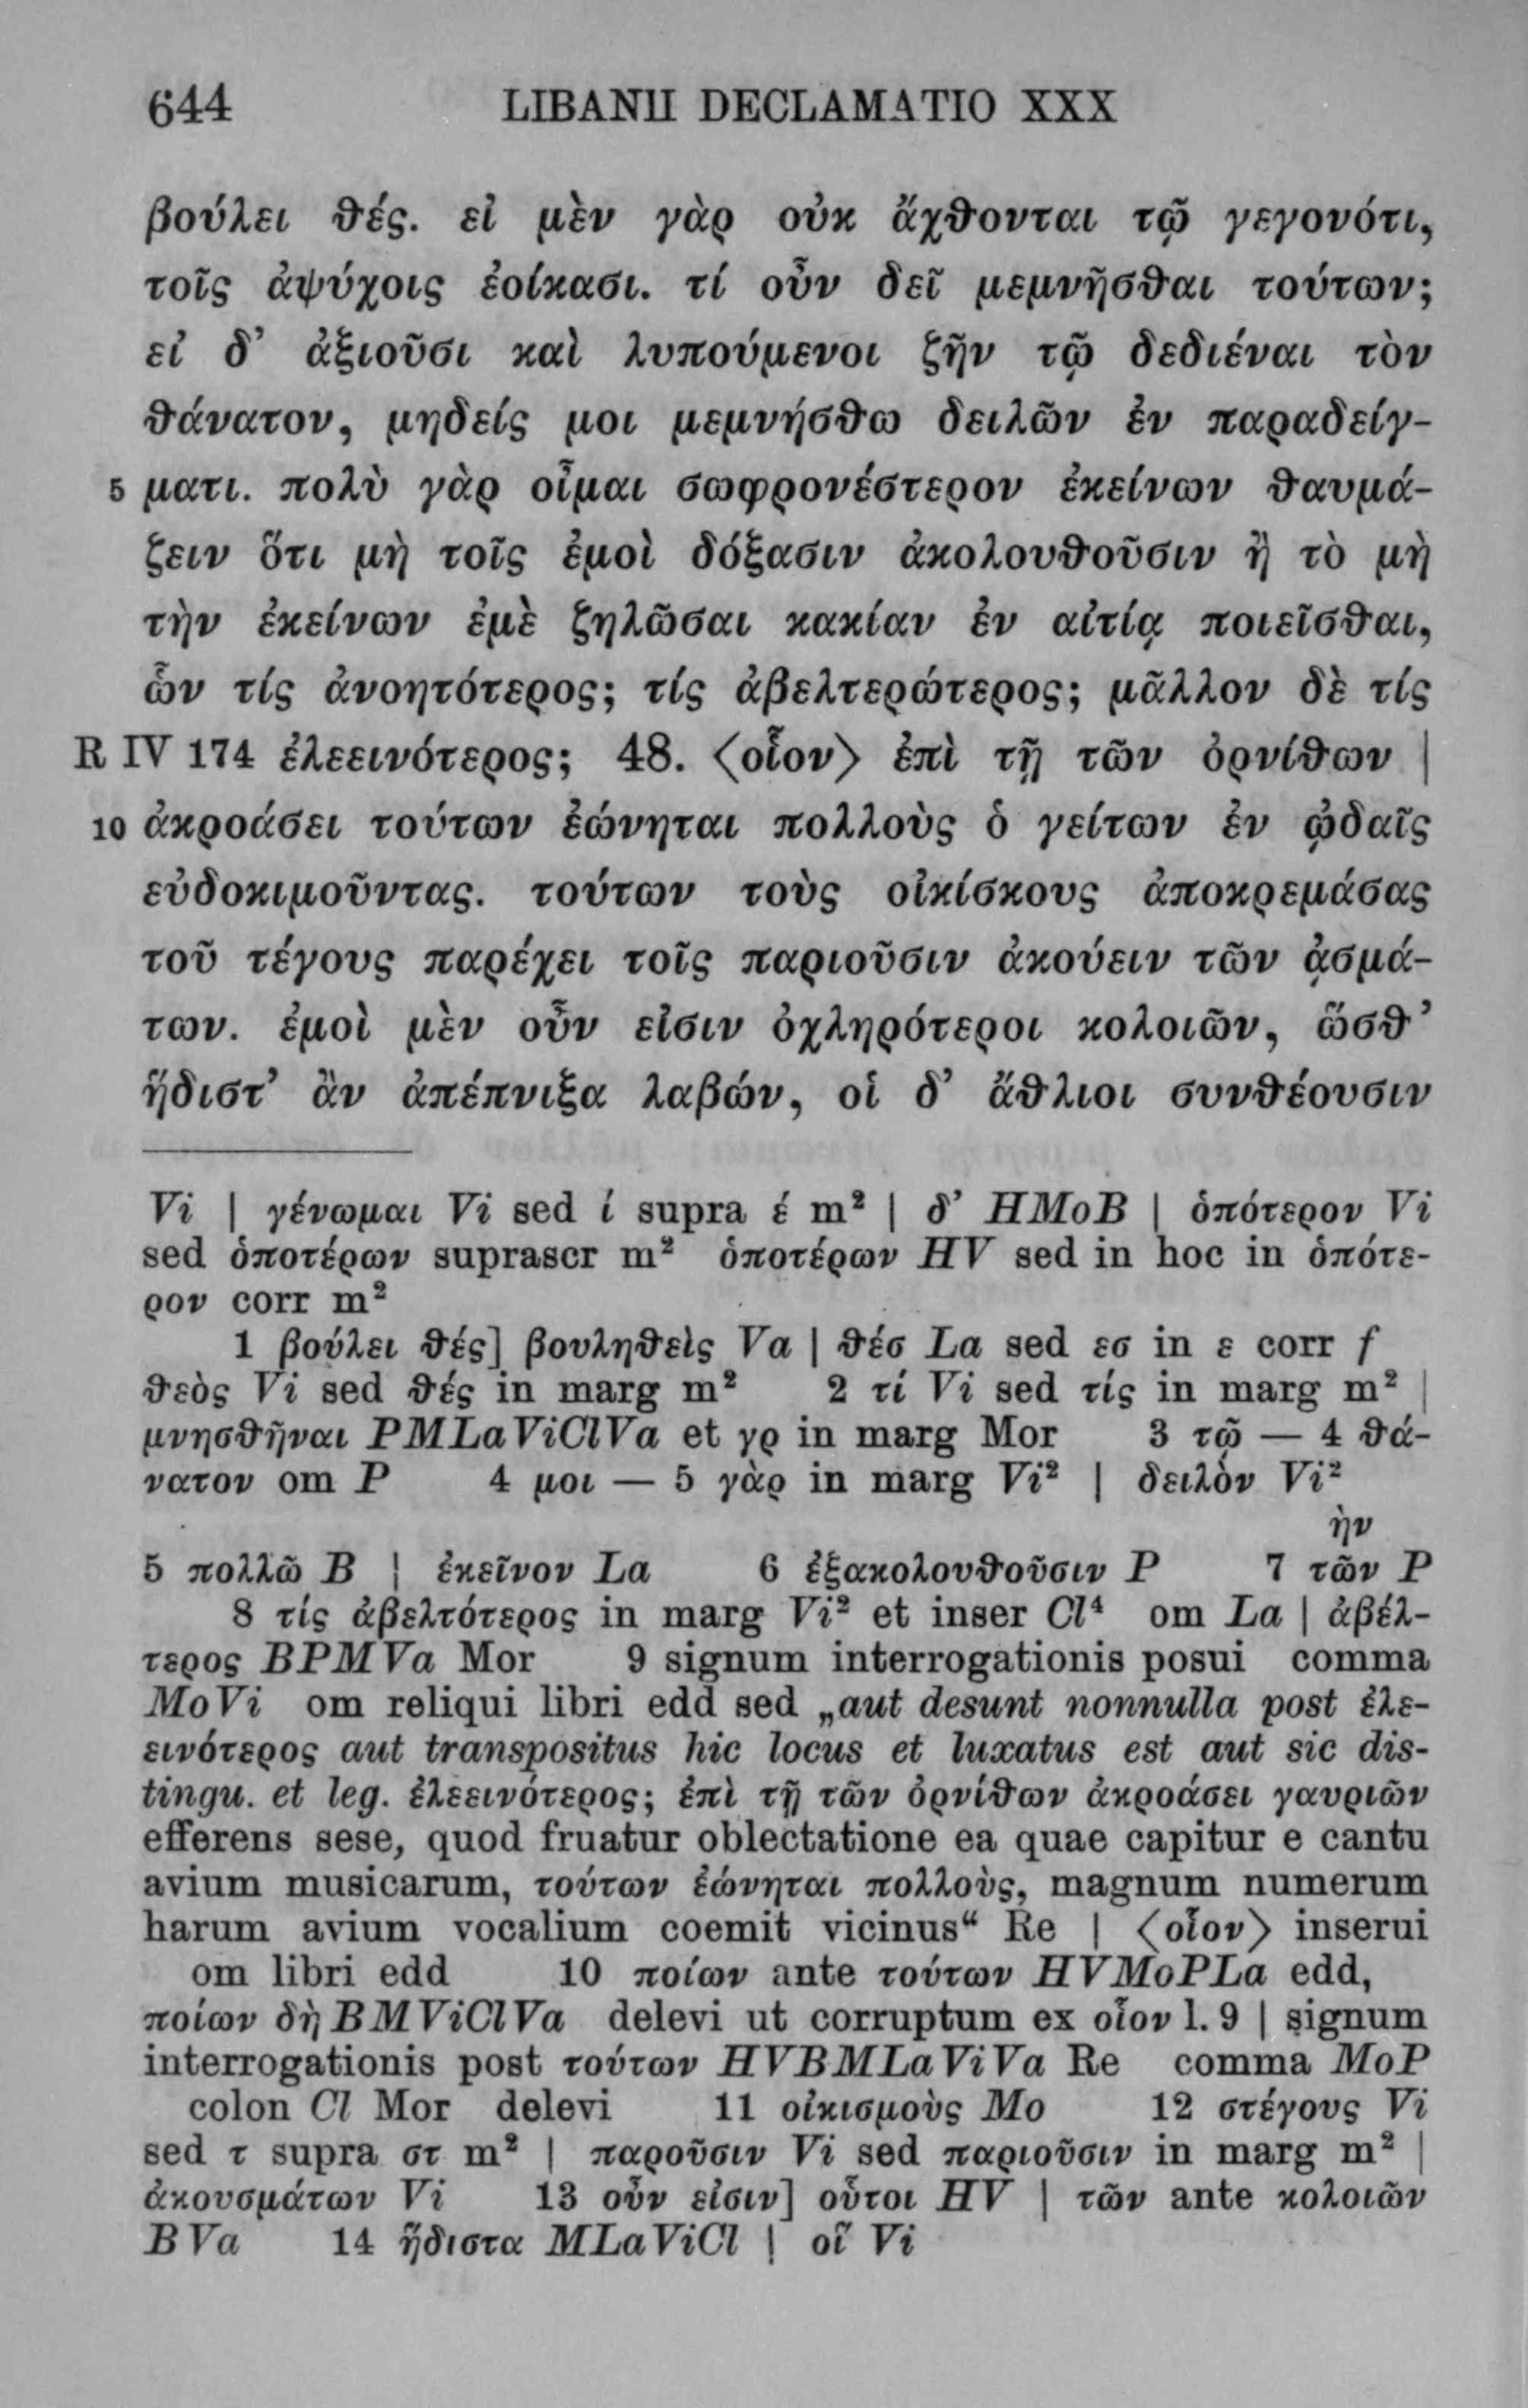 644 LIBANII DECLAMATIO XXX
βούλει θές. εἰ μὲν γὰρ οὐκ ἄχθονται τῷ γεγονότι,
τοῖς ἀψύχοις ἐοίκασι. τί οὖν δεῖ μεμνῆσθαι τούτων;
εἰ δ’ ἀξιοῦσι καὶ λυπούμενοι ζῆν τῷ δεδιέναι τὸν
θάνατον, μηδείς μοι μεμνήσθω δειλῶν ἐν παραδείγ-
5 ματι. πολὺ γὰρ οἶμαι σωφρονέστερον ἐκείνων θαυμά-
ζειν ὅτι μὴ τοῖς ἐμοὶ δόξασιν ἀκολουθοῦσιν ἢ τὸ μὴ
τὴν ἐκείνων ἐμὲ ζηλῶσαι κακίαν ἐν αἰτίᾳ ποιεῖσθαι,
ὧν τίς ἀνοητότερος; τίς ἀβελτερώτερος; μᾶλλον δὲ τίς
R IV 174 ἐλεεινότερος; 48. ⟨οἷον⟩ ἐπὶ τῇ τῶν ὀρνίθων |
10 ἀκροάσει τούτων ἐώνηται πολλοὺς ὁ γείτων ἐν ᾠδαῖς
εὐδοκιμοῦντας. τούτων τοὺς οἰκίσκους ἀποκρεμάσας
τοῦ τέγους παρέχει τοῖς παριοῦσιν ἀκούειν τῶν ᾀσμά-
των. ἐμοὶ μὲν οὖν εἰσιν ὀχληρότεροι κολοιῶν, ὥσθ’
ἥδιστ’ ἂν ἀπέπνιξα λαβών, οἱ δ’ ἄθλιοι συνθέουσιν
Vi | γένωμαι Vi sed ί supra έ m² | δ’ HMoB | ὁπότερον Vi
sed ὁποτέρων suprascr m² ὁποτέρων HV sed in hoc in ὁπότε-
ρον corr m²
1 βούλει θές] βουληθεὶς Va | θέσ La sed εσ in ε corr f
θεὸς Vi sed θές in marg m² 2 τί Vi sed τίς in marg m² |
μνησθῆναι PMLaViClVa et γρ in marg Mor 3 τῷ — 4 θά-
νατον om P 4 μοι — 5 γὰρ in marg Vi² | δειλὸν Vi²
ὴν
5 πολλῶ B | ἐκεῖνον La 6 ἐξακολουθοῦσιν P 7 τῶν P
8 τίς ἀβελτότερος in marg Vi² et inser Cl⁴ om La | ἀβέλ-
τερος BPMVa Mor 9 signum interrogationis posui comma
MoVi om reliqui libri edd sed „aut desunt nonnulla post ἐλε-
εινότερος aut transpositus hic locus et luxatus est aut sic dis-
tingu. et leg. ἐλεεινότερος; ἐπὶ τῇ τῶν ὀρνίθων ἀκροάσει γαυριῶν
efferens sese, quod fruatur oblectatione ea quae capitur e cantu
avium musicarum, τούτων ἐώνηται πολλοὺς, magnum numerum
harum avium vocalium coemit vicinus“ Re | ⟨οἷον⟩ inserui
om libri edd 10 ποίων ante τούτων HVMoPLa edd,
ποίων δὴ BMViClVa delevi ut corruptum ex οἷον l. 9 | signum
interrogationis post τούτων HVBMLaViVa Re comma MoP
colon Cl Mor delevi 11 οἰκισμοὺς Mo 12 στέγους Vi
sed τ supra στ m² | παροῦσιν Vi sed παριοῦσιν in marg m² |
ἀκουσμάτων Vi 13 οὖν εἰσιν] οὗτοι HV | τῶν ante κολοιῶν
BVa 14 ἥδιστα MLaViCl | οἵ Vi